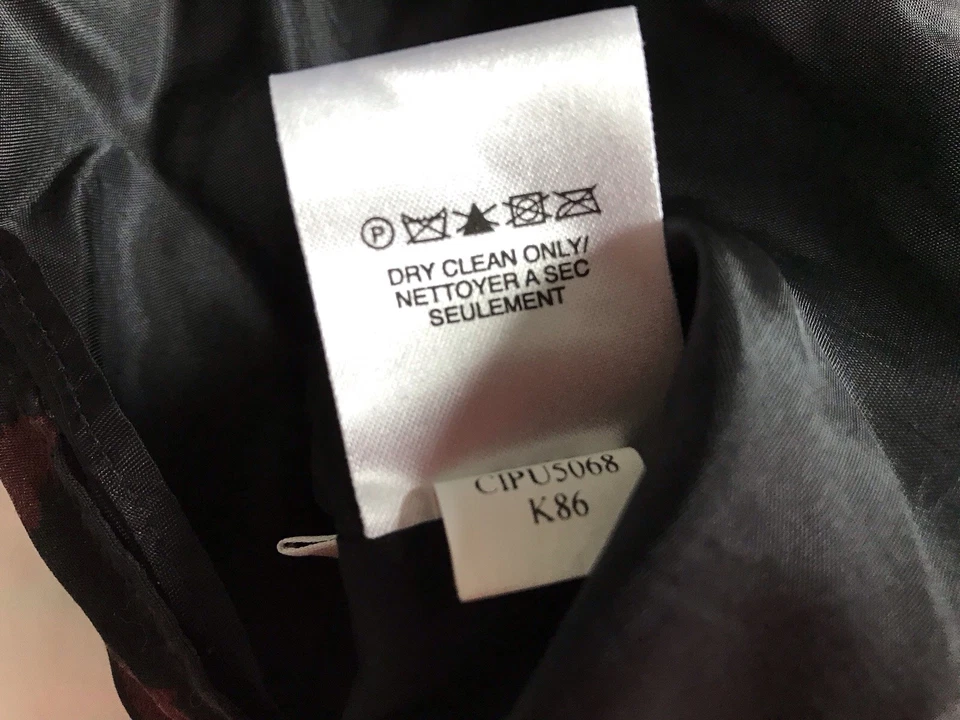 P
DRY CLEAN ONLY/
NETTOYER A SEC
SEULEMENT
CIPU5068
K86